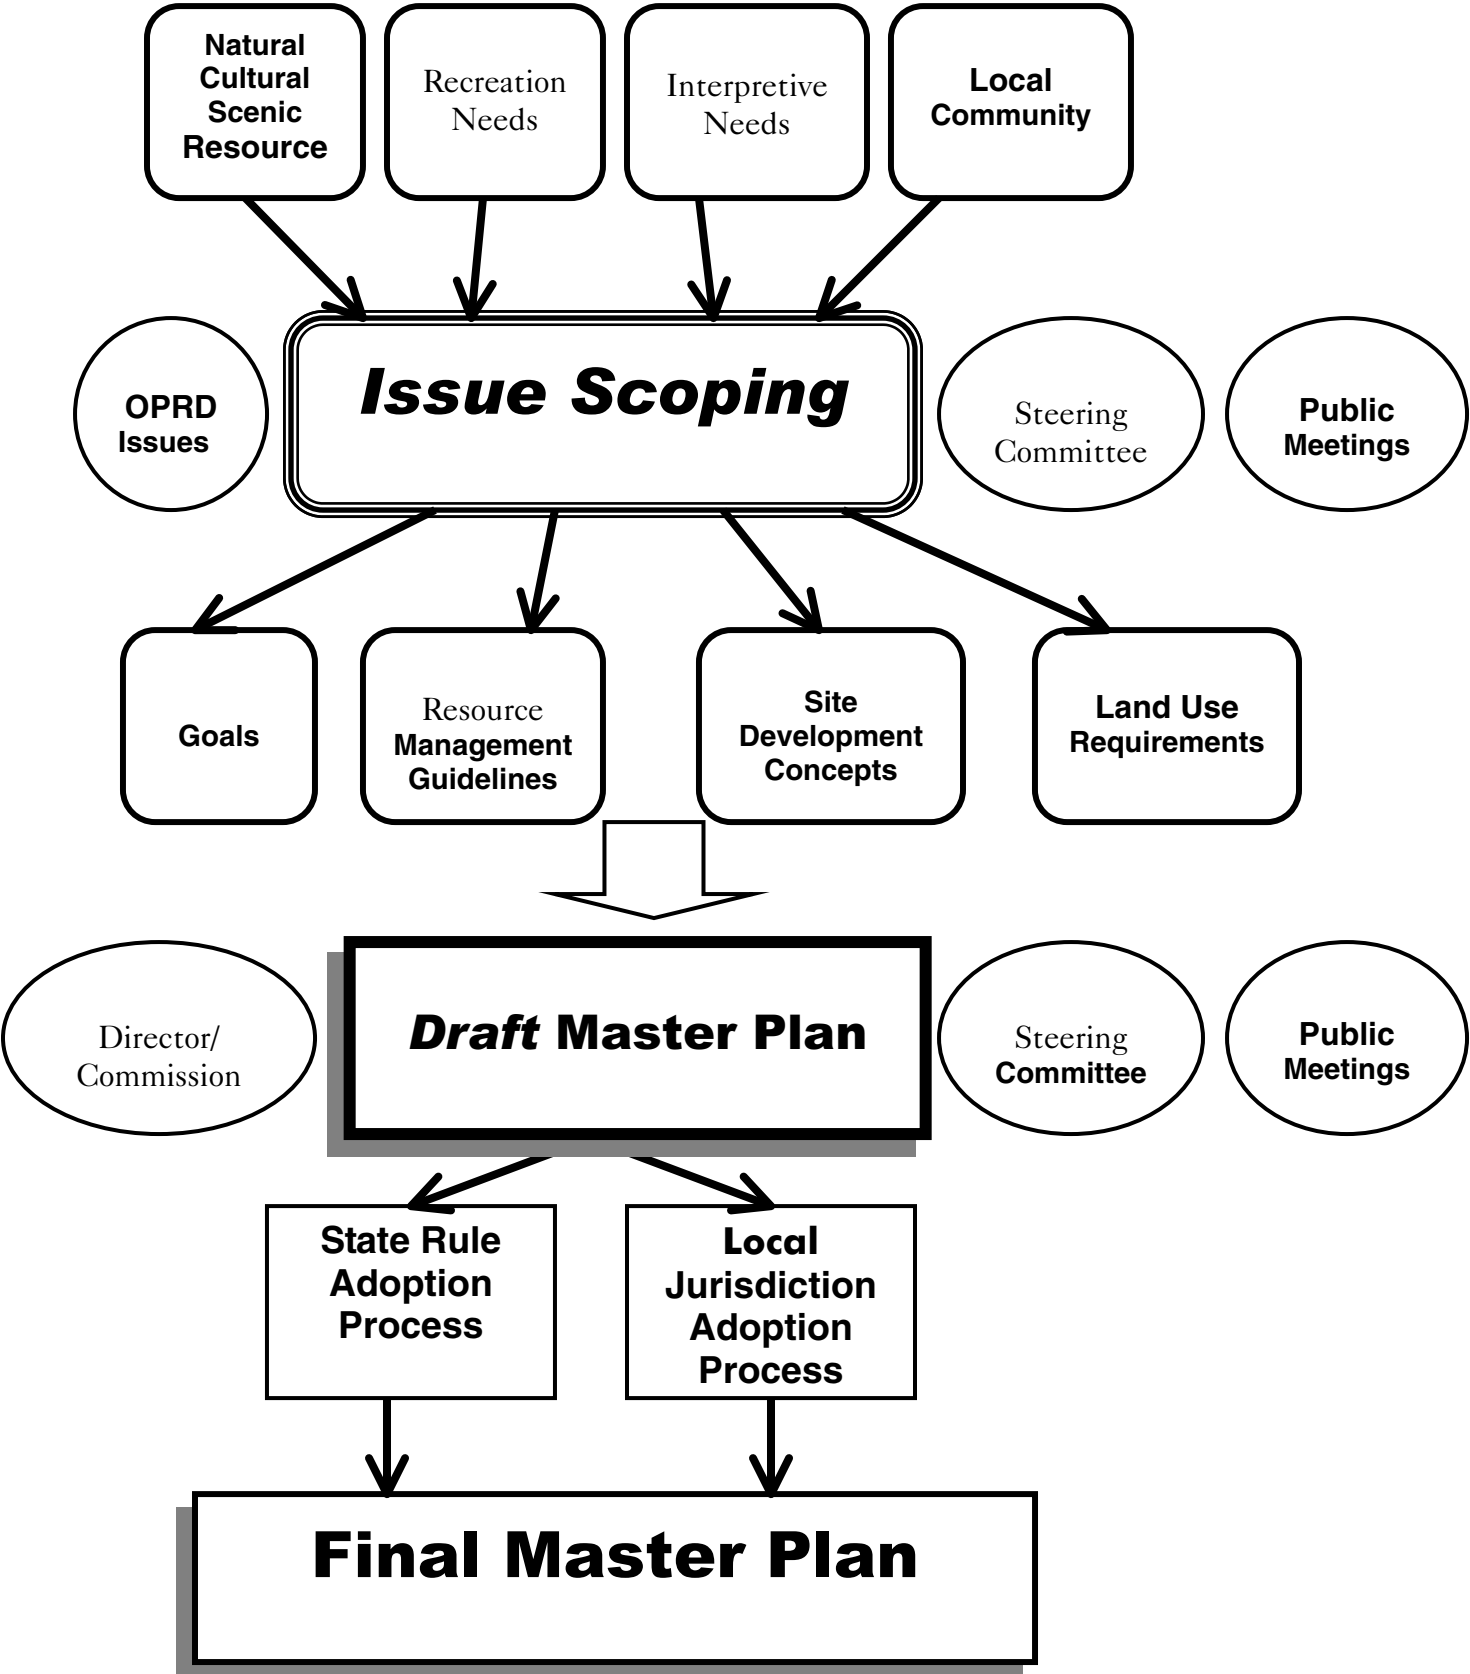 Natural
Cultural
Scenic
Resource
Recreation
Needs
Interpretive
Needs
Local
Community
OPRD
Issues
Issue Scoping
Steering
Committee
Public
Meetings
Goals
Resource
Management
Guidelines
Site
Development
Concepts
Land Use
Requirements
Director/
Commission
Draft Master Plan
Steering
Committee
Public
Meetings
State Rule
Adoption
Process
Local
Jurisdiction
Adoption
Process
Final Master Plan